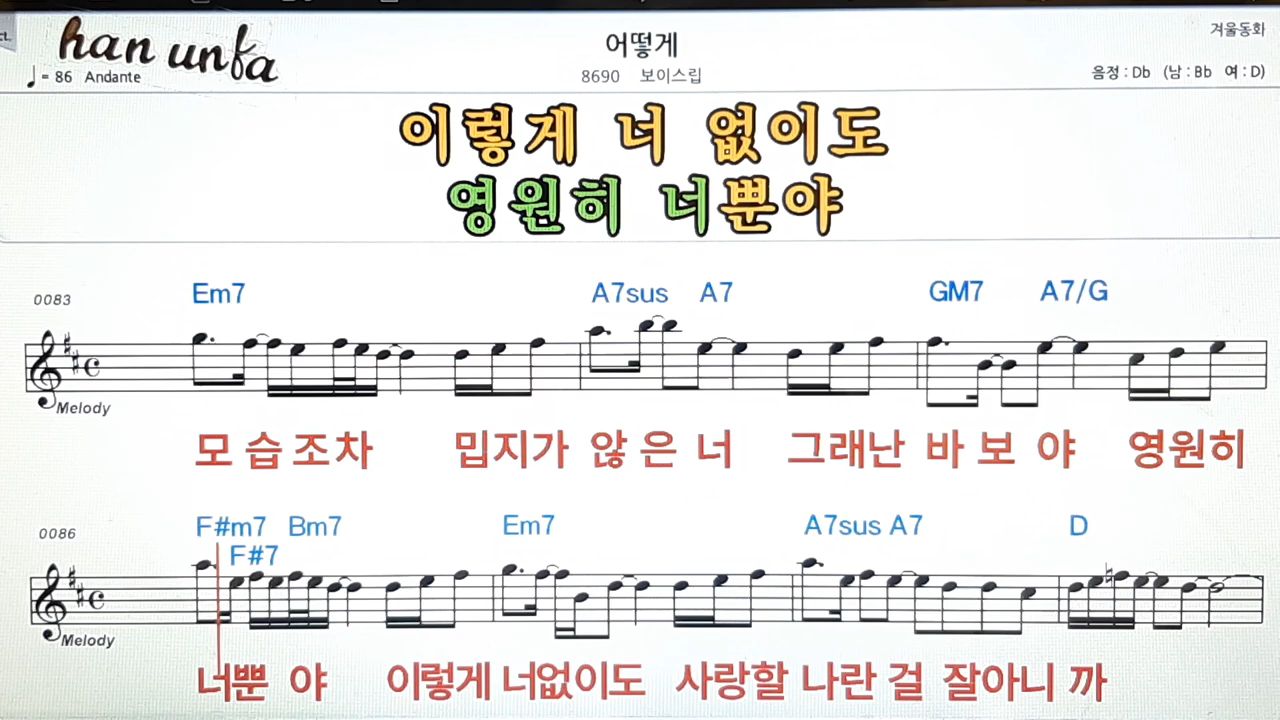 ct.
han unfa
어떻게
겨울동화
♩= 86 Andante
8690 보이스립
음정 : Db (남 : Bb 여 : D)
이렇게 너 없이도
영원히 너뿐야
0083
Em7 A7sus A7 GM7 A7/G
Melody
모습조차 밉지가 않은 너 그래난 바보야 영원히
0086
F#m7 Bm7 Em7 A7sus A7 D
F#7
Melody
너뿐야 이렇게 너없이도 사랑할 나란 걸 잘아니 까